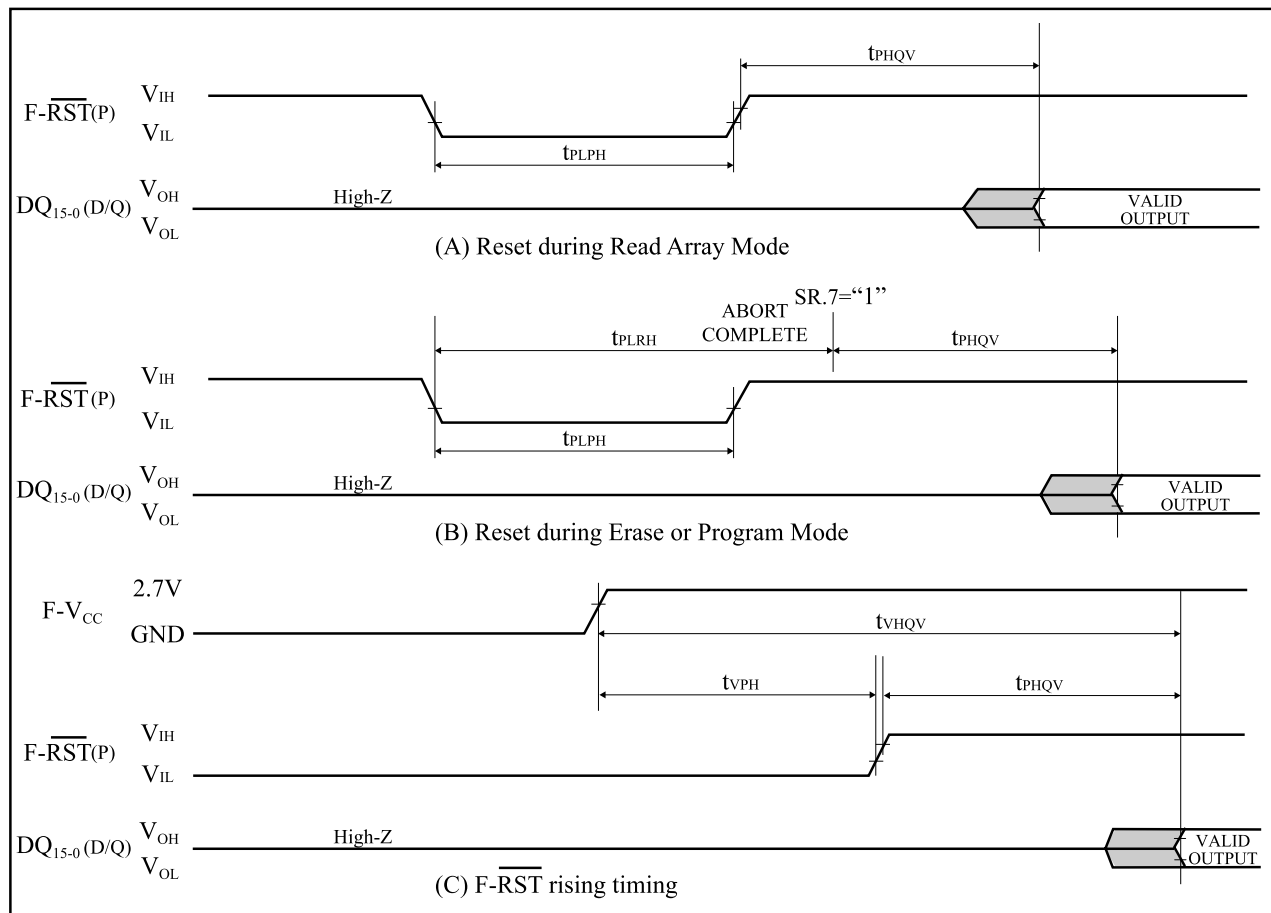 tPHQV
F-RST(P)
VIH
VIL
tPLPH
DQ15-0 (D/Q)
VOH
VOL
High-Z
VALID
OUTPUT
(A) Reset during Read Array Mode
SR.7=“1”
ABORT
COMPLETE
tPLRH
tPHQV
F-RST(P)
VIH
VIL
tPLPH
DQ15-0 (D/Q)
VOH
VOL
High-Z
VALID
OUTPUT
(B) Reset during Erase or Program Mode
F-VCC
2.7V
GND
tVHQV
tVPH
tPHQV
F-RST(P)
VIH
VIL
DQ15-0 (D/Q)
VOH
VOL
High-Z
VALID
OUTPUT
(C) F-RST rising timing